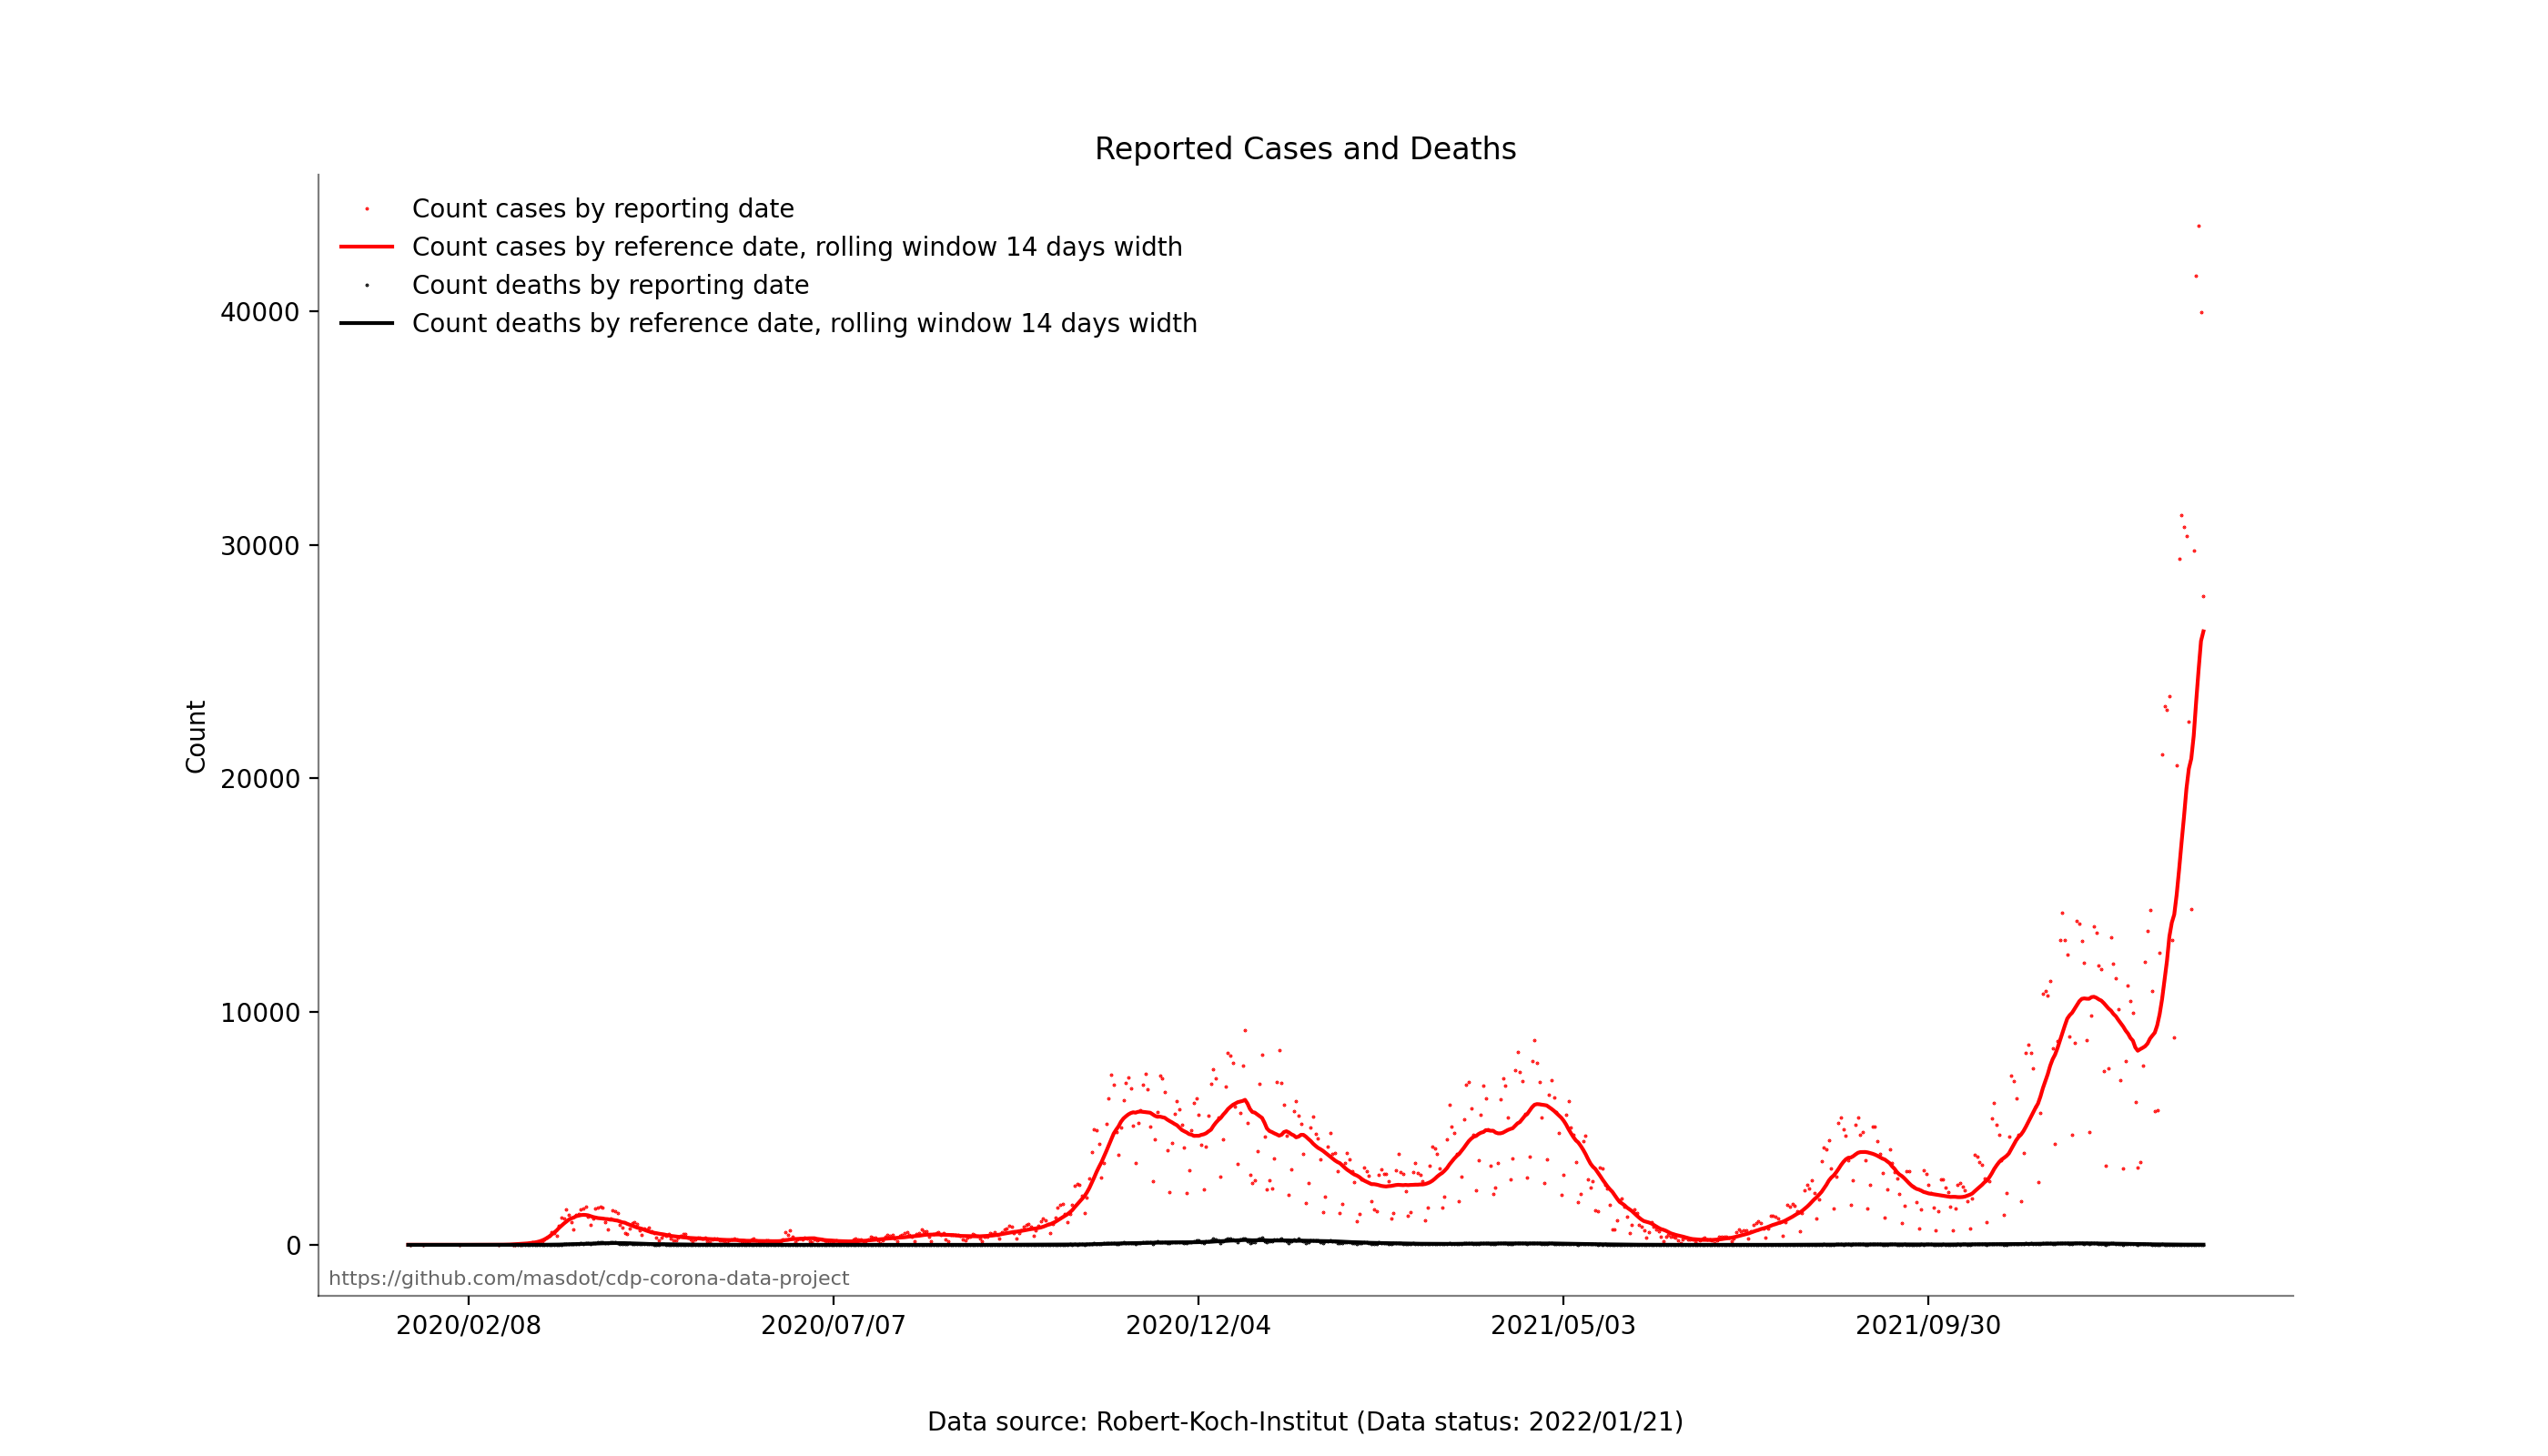 Reported Cases and Deaths
Count cases by reporting date
Count cases by reference date, rolling window 14 days width
Count deaths by reporting date
Count deaths by reference date, rolling window 14 days width
40000
30000
Count
20000
10000
0
https://github.com/masdot/cdp-corona-data-project
2020/02/08 2020/07/07 2020/12/04 2021/05/03 2021/09/30
Data source: Robert-Koch-Institut (Data status: 2022/01/21)